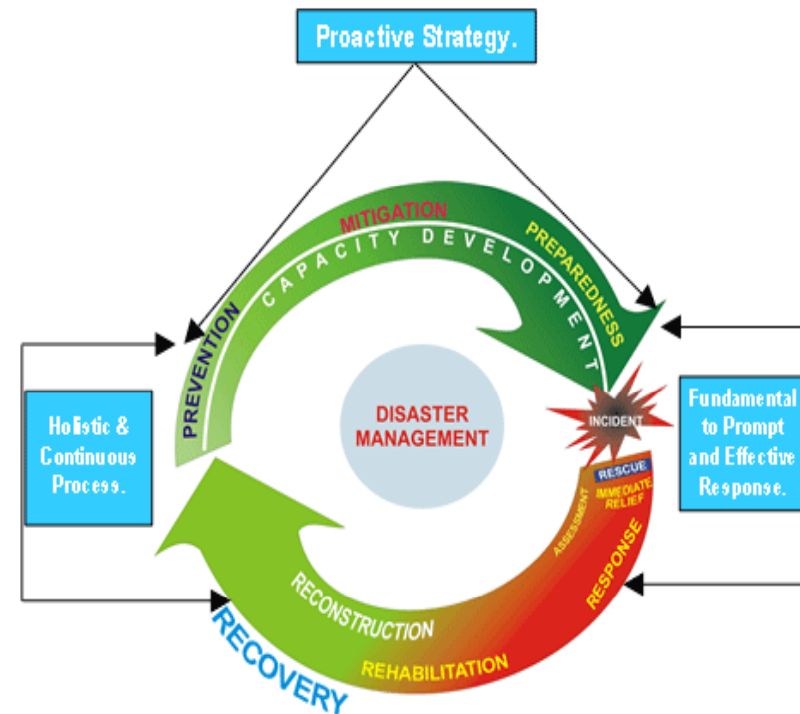 Proactive Strategy.
MITIGATION
CAPACITY DEVELOPMENT
PREPAREDNESS
PREVENTION
Holistic &
Continuous
Process.
DISASTER
MANAGEMENT
INCIDENT
Fundamental
to Prompt
and Effective
Response.
RESCUE
IMMEDIATE
RELIEF
ASSESSMENT
RESPONSE
RECONSTRUCTION
REHABILITATION
RECOVERY